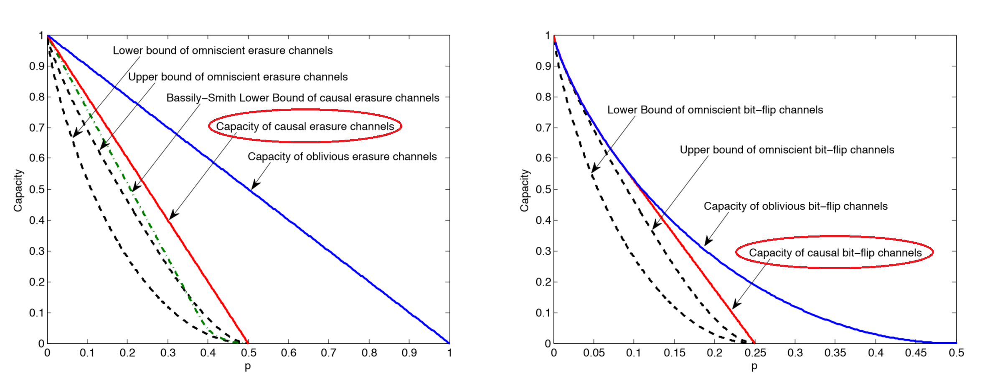 1
0.9
0.8
0.7
0.6
0.5
0.4
0.3
0.2
0.1
0
Capacity
Lower bound of omniscient erasure channels
Upper bound of omniscient erasure channels
Bassily−Smith Lower Bound of causal erasure channels
Capacity of causal erasure channels
Capacity of oblivious erasure channels
0 0.1 0.2 0.3 0.4 0.5 0.6 0.7 0.8 0.9 1
p
1
0.9
0.8
0.7
0.6
0.5
0.4
0.3
0.2
0.1
0
Capacity
Lower Bound of omniscient bit−flip channels
Upper bound of omniscient bit−flip channels
Capacity of oblivious bit−flip channels
Capacity of causal bit−flip channels
0 0.05 0.1 0.15 0.2 0.25 0.3 0.35 0.4 0.45 0.5
p